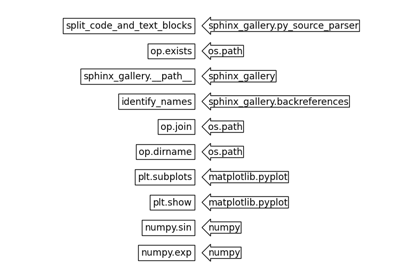 split_code_and_text_blocks sphinx_gallery.py_source_parser
op.exists os.path
sphinx_gallery.__path__ sphinx_gallery
identify_names sphinx_gallery.backreferences
op.join os.path
op.dirname os.path
plt.subplots matplotlib.pyplot
plt.show matplotlib.pyplot
numpy.sin numpy
numpy.exp numpy